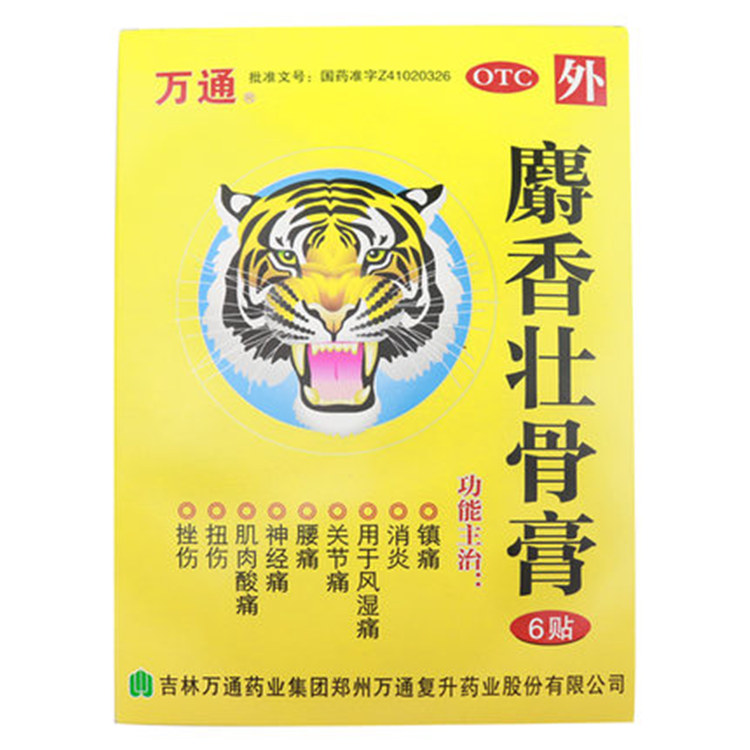 万通®
批准文号：国药准字Z41020326
OTC
外
麝香壮骨膏
6贴
功能主治：
镇痛
消炎
用于风湿痛
关节痛
腰痛
神经痛
肌肉酸痛
扭伤
挫伤
吉林万通药业集团郑州万通复升药业股份有限公司